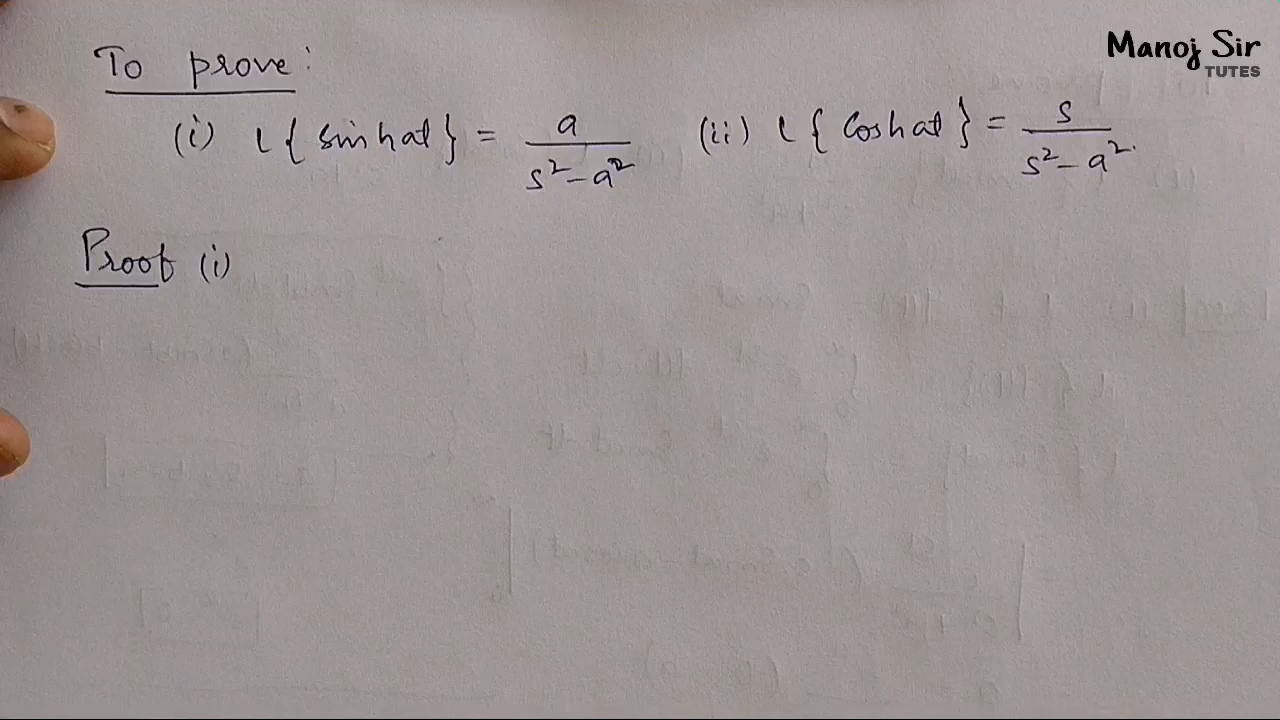 Manoj Sir
TUTES
To prove:
(i) L{sinhat} = a/(s² - a²) (ii) L{coshat} = s/(s² - a²).
Proof (i)